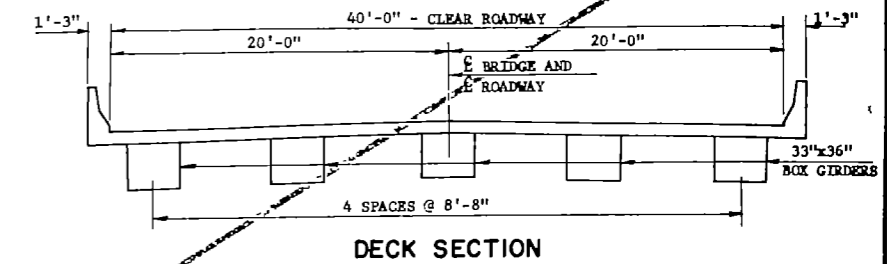 1'-3"
40'-0" - CLEAR ROADWAY
1'-3"
20'-0"
20'-0"
℄ BRIDGE AND
℄ ROADWAY
33"x36"
BOX GIRDERS
4 SPACES @ 8'-8"
DECK SECTION